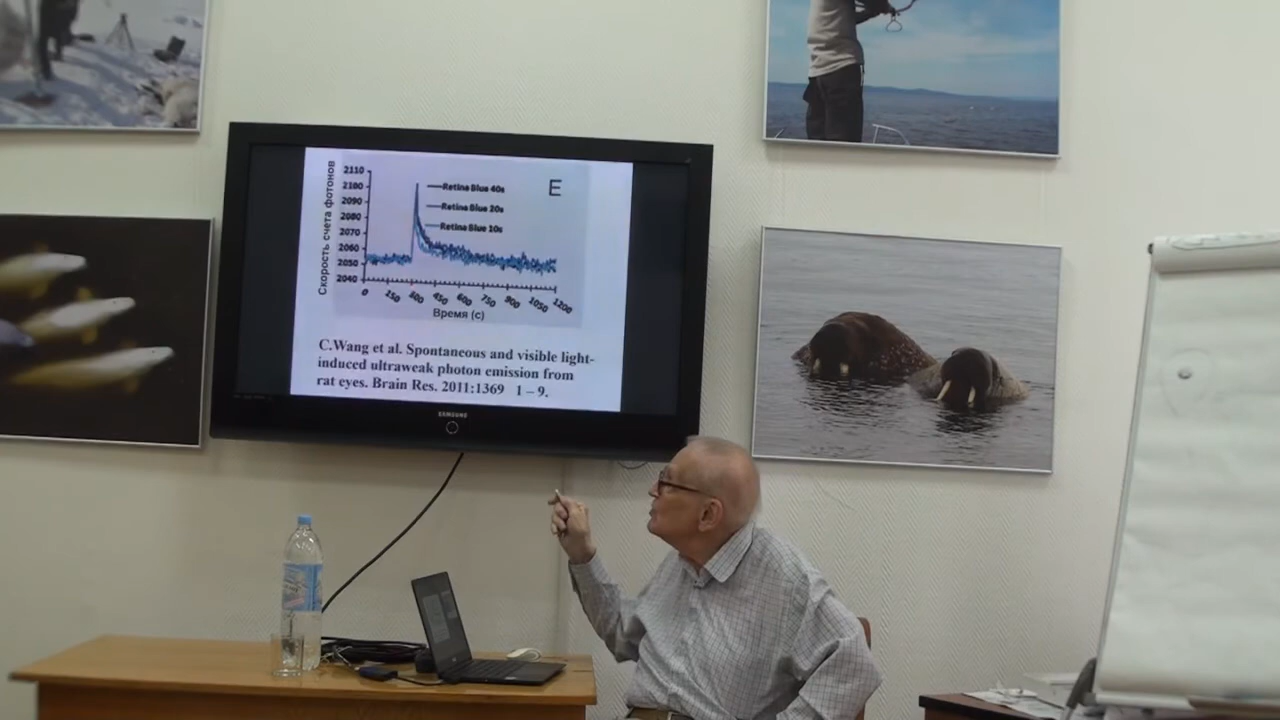 Скорость счета фотонов
2110
2100
2090
2080
2070
2060
2050
2040
Retina Blue 40s
Retina Blue 20s
Retina Blue 10s
E
0 150 300 450 600 750 900 1050 1200
Время (с)
C.Wang et al. Spontaneous and visible light-
induced ultraweak photon emission from
rat eyes. Brain Res. 2011:1369 1 – 9.
SAMSUNG